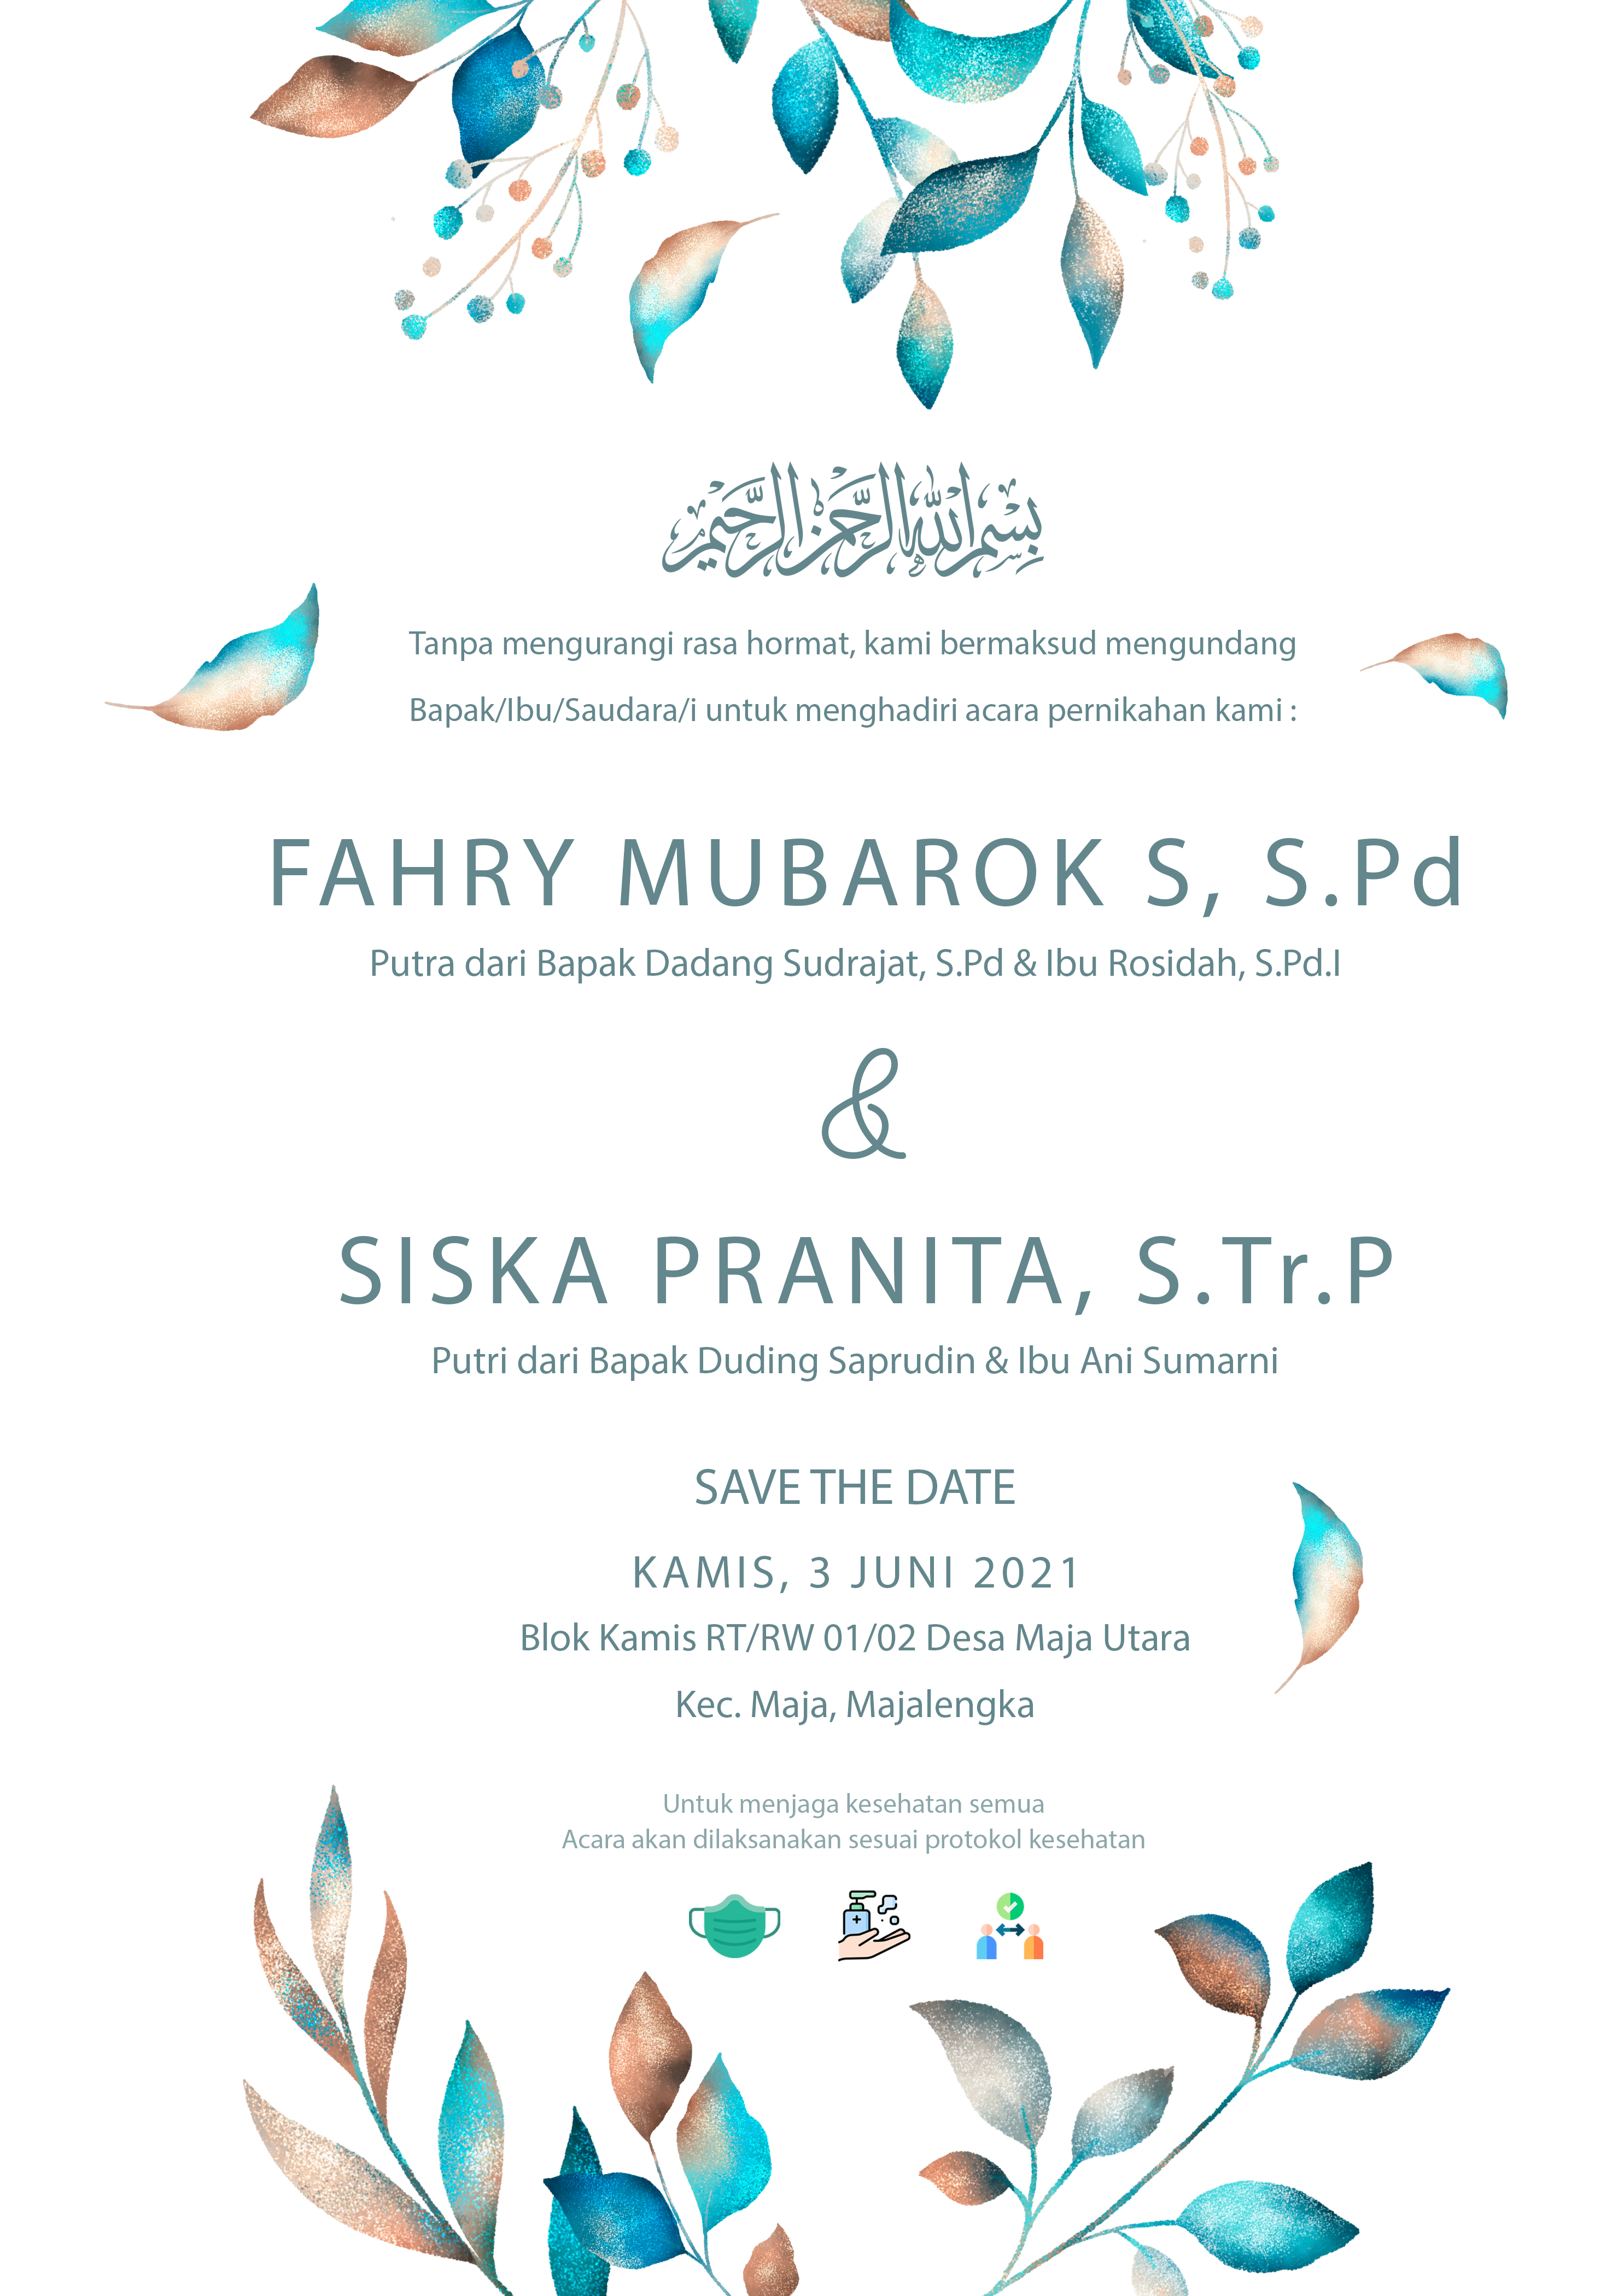 بِسْمِ اللهِ الرَّحْمٰنِ الرَّحِيْمِ
Tanpa mengurangi rasa hormat, kami bermaksud mengundang
Bapak/Ibu/Saudara/i untuk menghadiri acara pernikahan kami :
FAHRY MUBAROK S, S.Pd
Putra dari Bapak Dadang Sudrajat, S.Pd & Ibu Rosidah, S.Pd.I
&
SISKA PRANITA, S.Tr.P
Putri dari Bapak Duding Saprudin & Ibu Ani Sumarni
SAVE THE DATE
KAMIS, 3 JUNI 2021
Blok Kamis RT/RW 01/02 Desa Maja Utara
Kec. Maja, Majalengka
Untuk menjaga kesehatan semua
Acara akan dilaksanakan sesuai protokol kesehatan